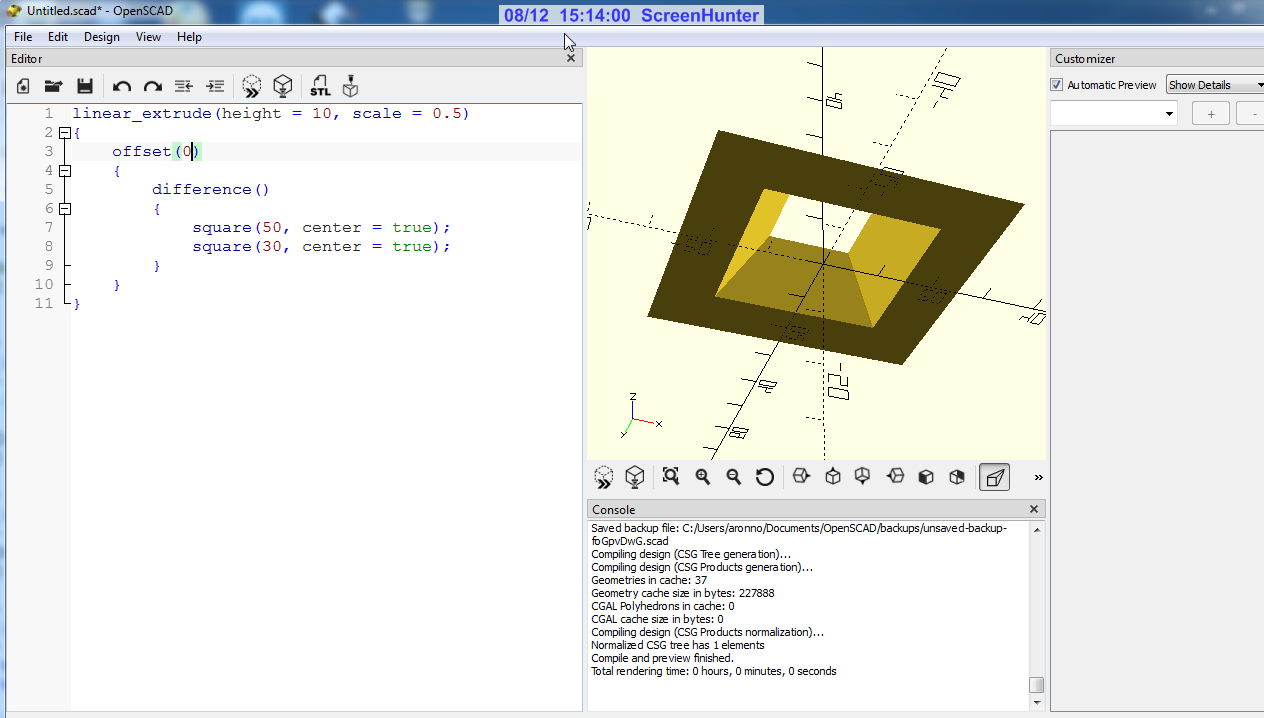 Untitled.scad* - OpenSCAD
08/12 15:14:00 ScreenHunter
File Edit Design View Help
Editor
STL
1 linear_extrude(height = 10, scale = 0.5)
2 {
3 offset(0)
4 {
5 difference()
6 {
7 square(50, center = true);
8 square(30, center = true);
9 }
10 }
11 }
z
x
y
Console
Saved backup file: C:/Users/aronno/Documents/OpenSCAD/backups/unsaved-backup-
foGpvDwG.scad
Compiling design (CSG Tree generation)...
Compiling design (CSG Products generation)...
Geometries in cache: 37
Geometry cache size in bytes: 227888
CGAL Polyhedrons in cache: 0
CGAL cache size in bytes: 0
Compiling design (CSG Products normalization)...
Normalized CSG tree has 1 elements
Compile and preview finished.
Total rendering time: 0 hours, 0 minutes, 0 seconds
Customizer
Automatic Preview Show Details
+ -